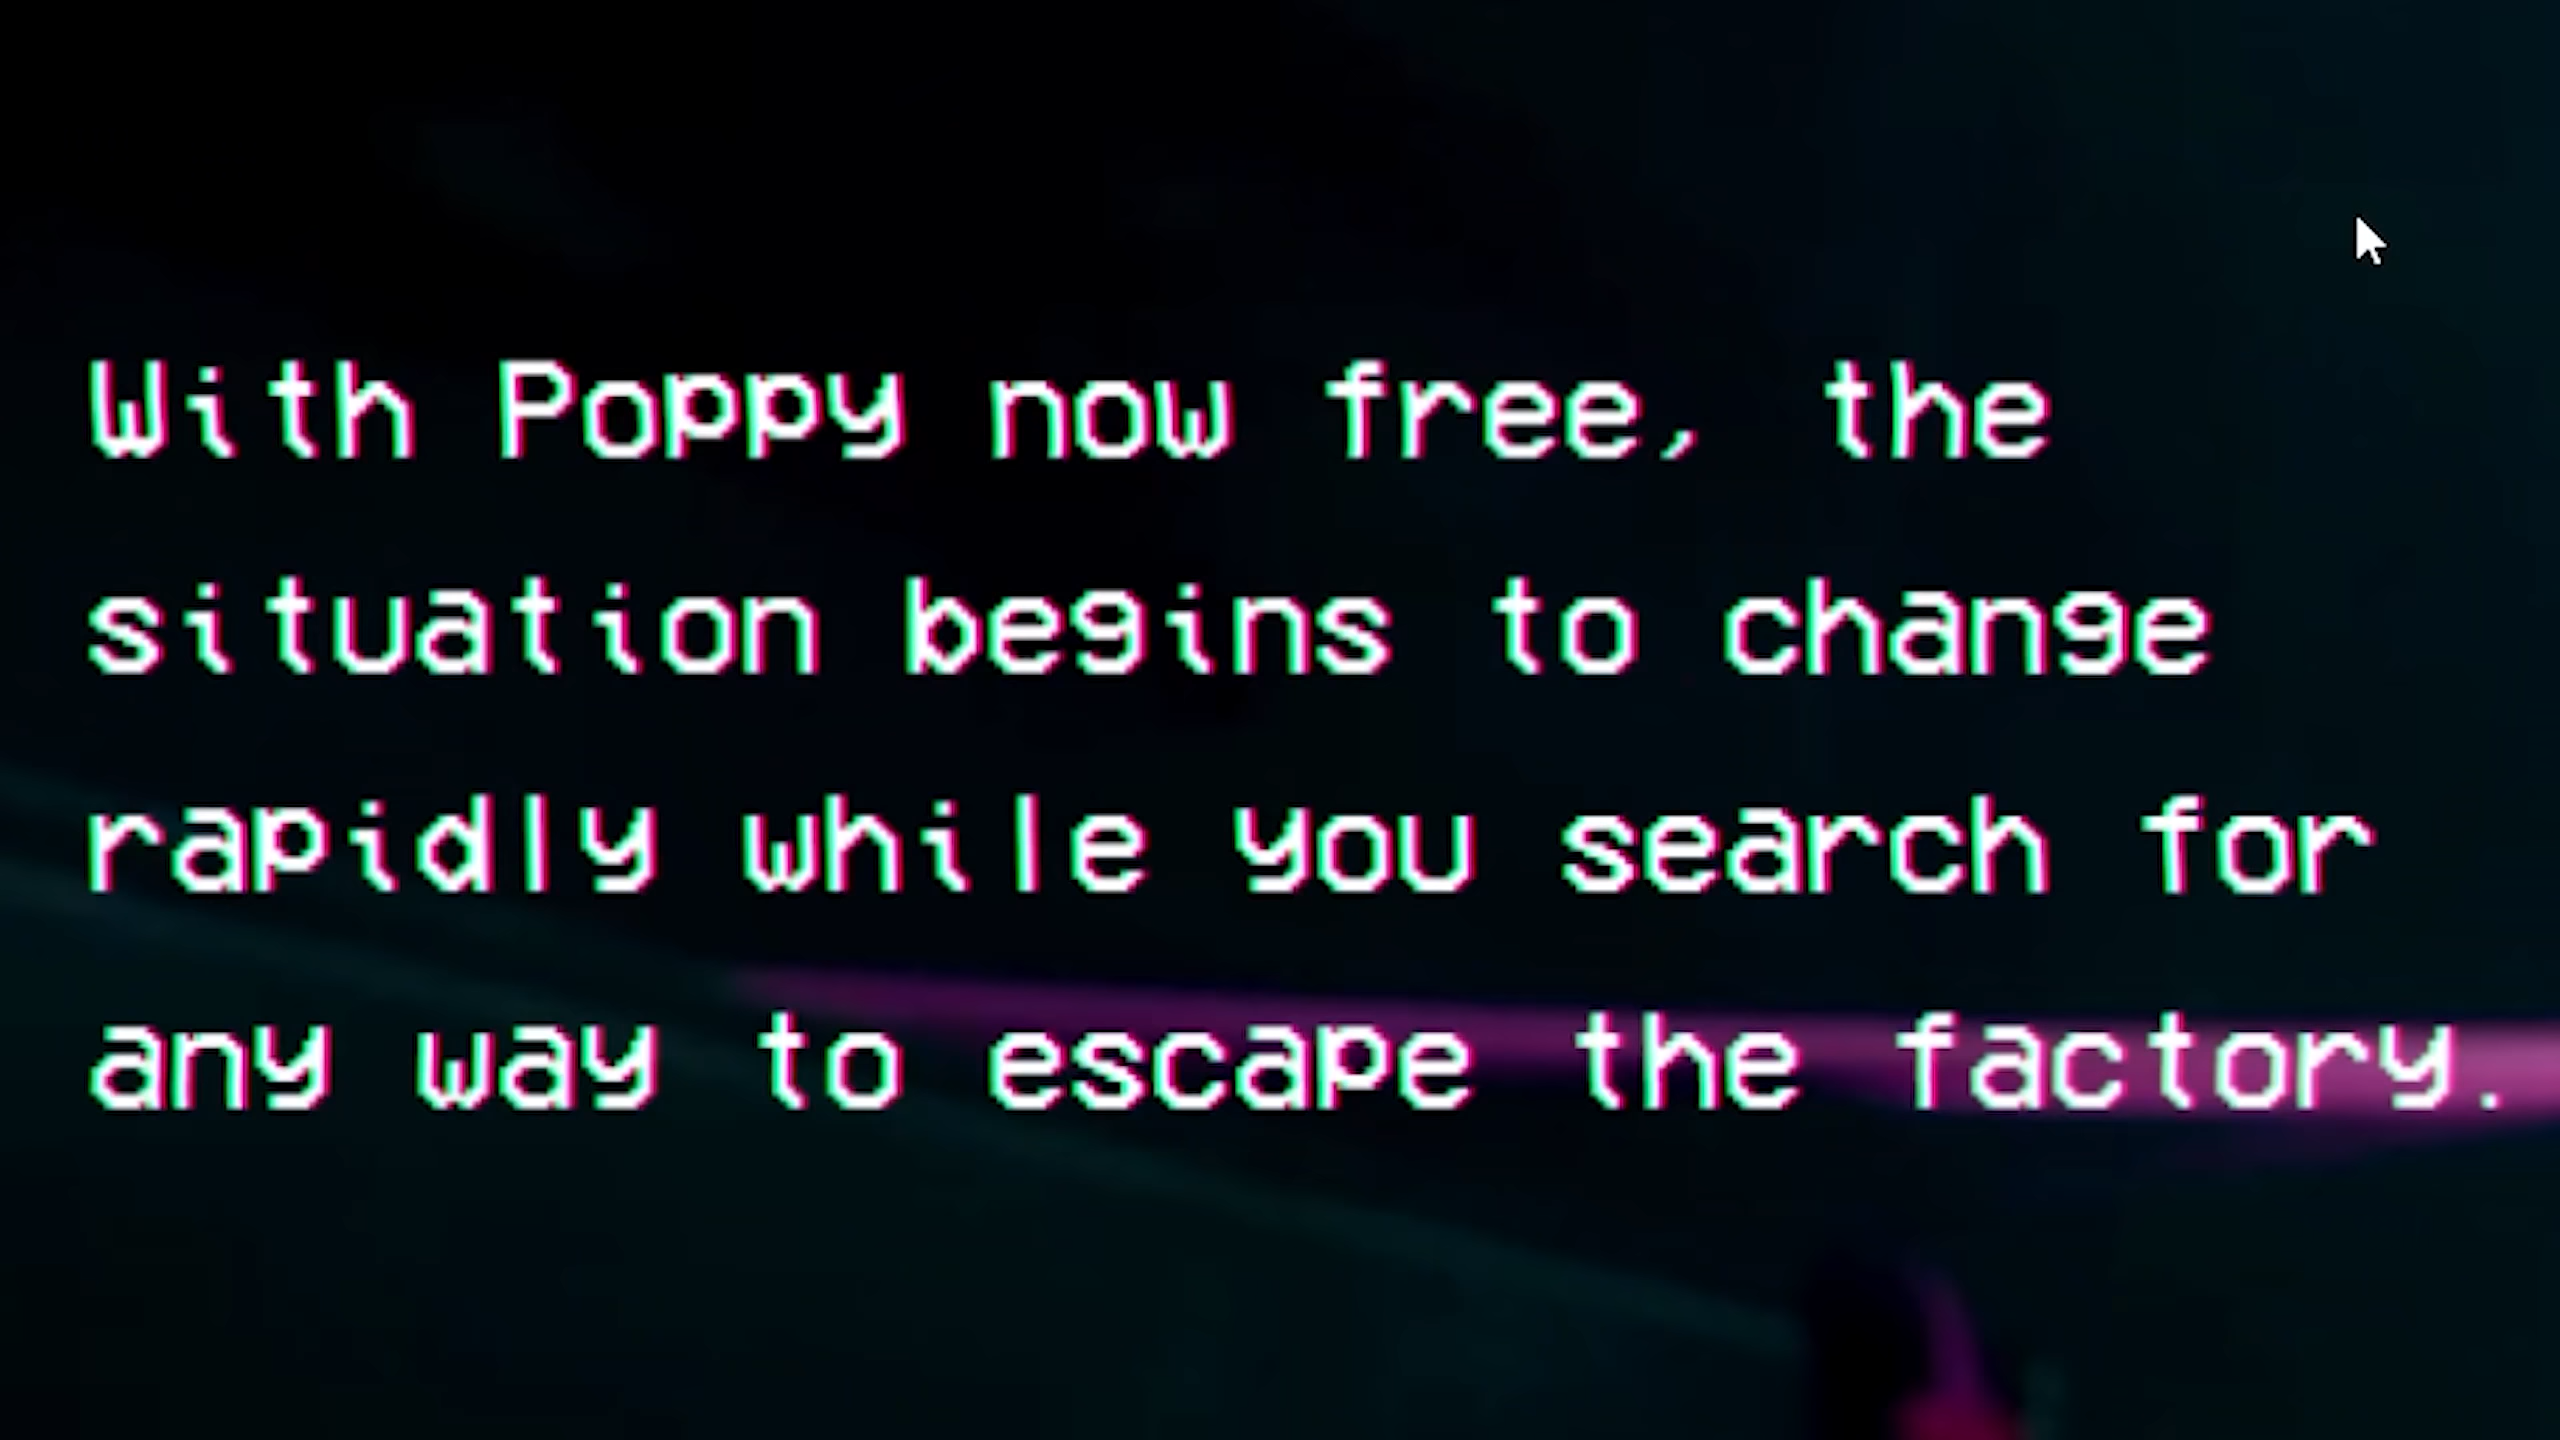 With Poppy now free, the
situation begins to change
rapidly while you search for
any way to escape the factory.